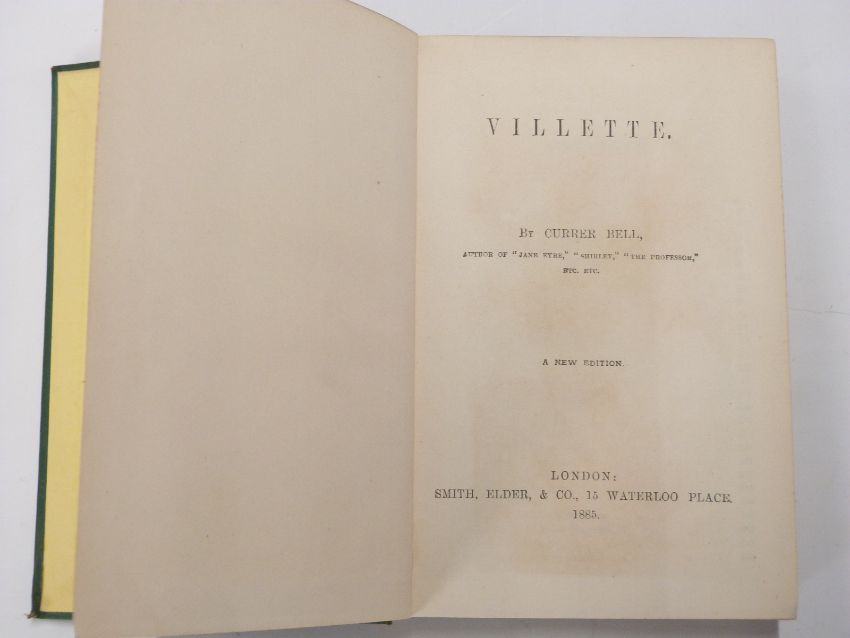 VILLETTE.
BY CURRER BELL,
AUTHOR OF "JANE EYRE," "SHIRLEY," "THE PROFESSOR,"
ETC. ETC.
A NEW EDITION.
LONDON:
SMITH, ELDER, & CO., 15 WATERLOO PLACE.
1885.